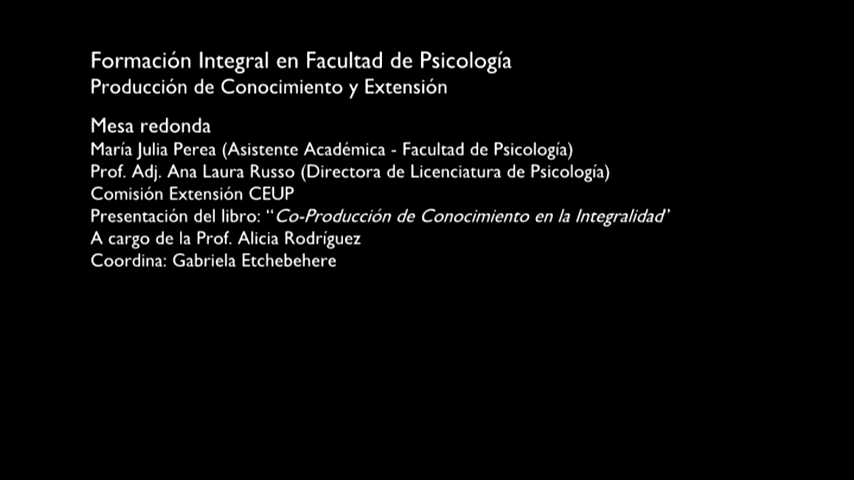 Formación Integral en Facultad de Psicología
Producción de Conocimiento y Extensión
Mesa redonda
María Julia Perea (Asistente Académica - Facultad de Psicología)
Prof. Adj. Ana Laura Russo (Directora de Licenciatura de Psicología)
Comisión Extensión CEUP
Presentación del libro: “Co-Producción de Conocimiento en la Integralidad”
A cargo de la Prof. Alicia Rodríguez
Coordina: Gabriela Etchebehere